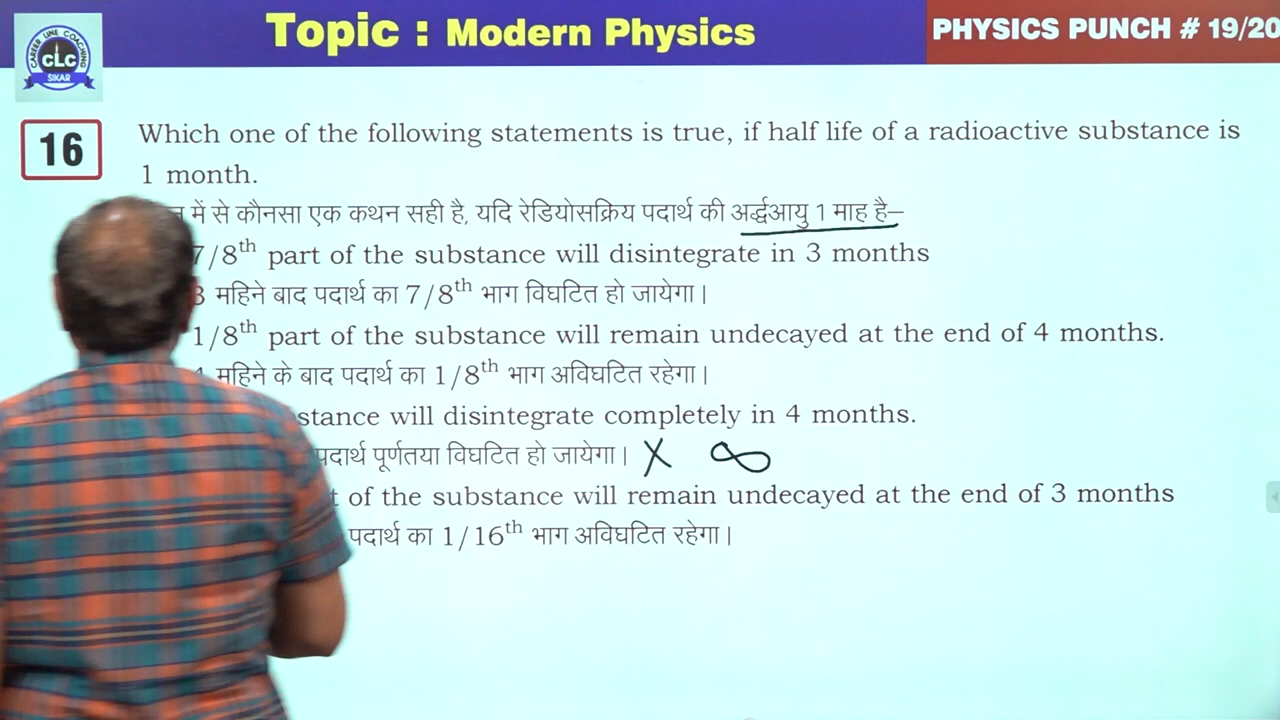 CAREER LINE COACHING
CLC
SIKAR
Topic : Modern Physics
PHYSICS PUNCH # 19/20
16
Which one of the following statements is true, if half life of a radioactive substance is
1 month.
में से कौनसा एक कथन सही है, यदि रेडियोसक्रिय पदार्थ की अर्द्धआयु 1 माह है–
7/8th part of the substance will disintegrate in 3 months
3 महिने बाद पदार्थ का 7/8th भाग विघटित हो जायेगा।
1/8th part of the substance will remain undecayed at the end of 4 months.
महिने के बाद पदार्थ का 1/8th भाग अविघटित रहेगा।
will disintegrate completely in 4 months.
पदार्थ पूर्णतया विघटित हो जायेगा। X ∞
of the substance will remain undecayed at the end of 3 months
पदार्थ का 1/16th भाग अविघटित रहेगा।